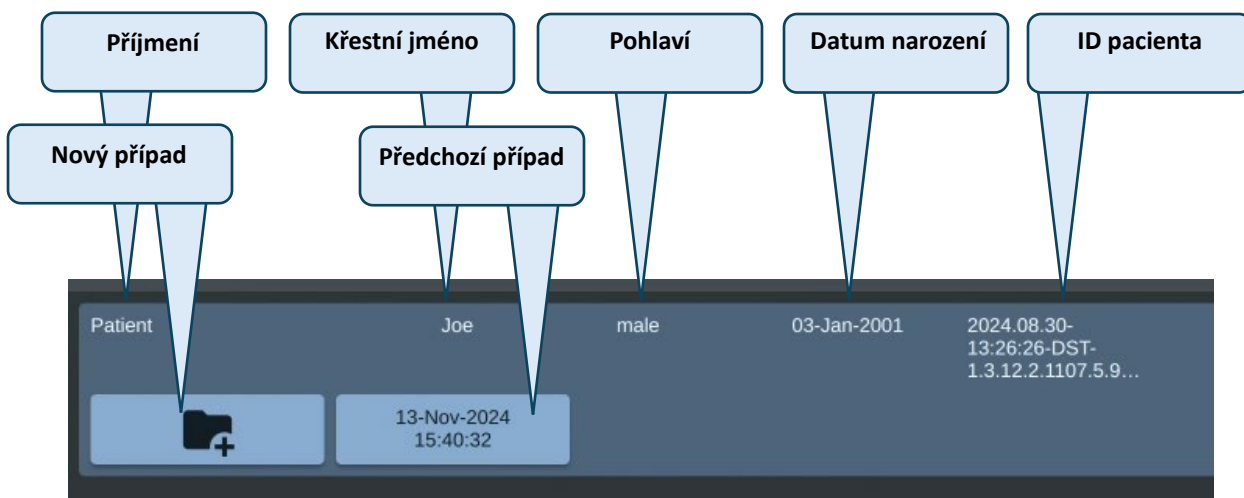 Příjmení
Křestní jméno
Pohlaví
Datum narození
ID pacienta
Nový případ
Předchozí případ
Patient
Joe
male
03-Jan-2001
2024.08.30-
13:26:26-DST-
1.3.12.2.1107.5.9...
13-Nov-2024
15:40:32